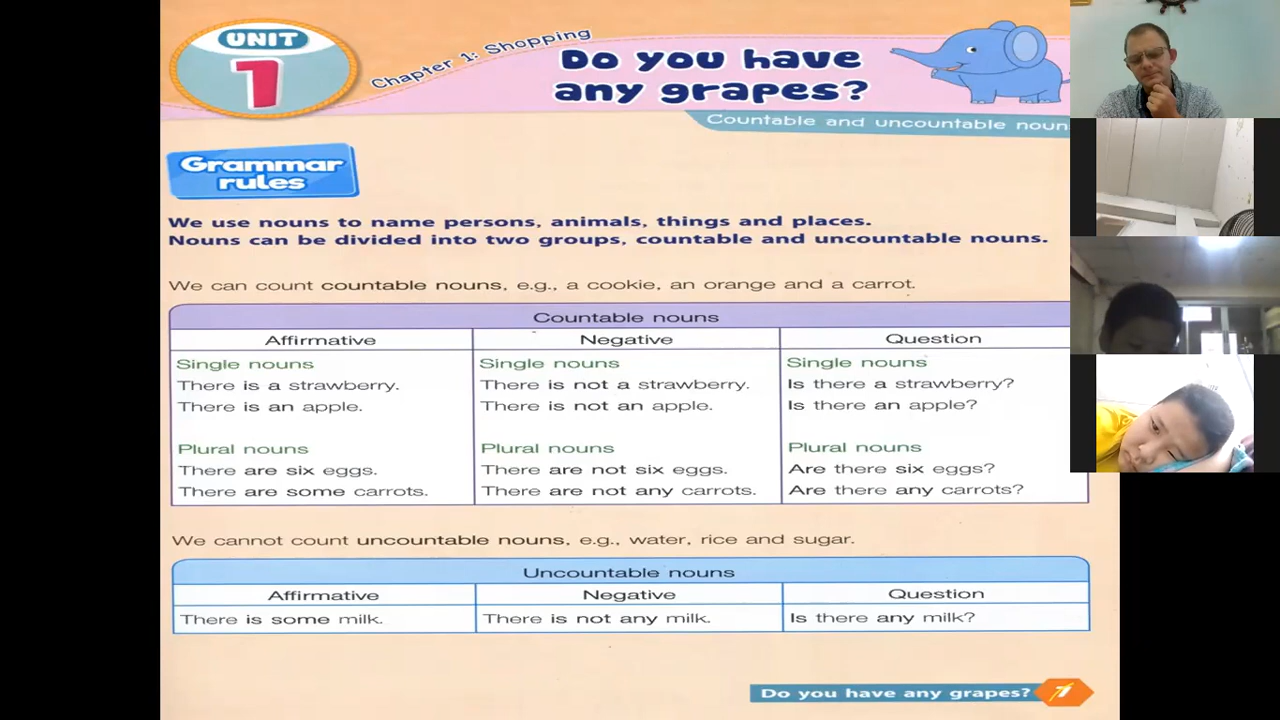 UNIT
1
Chapter 1: Shopping
Do you have
any grapes?
Countable and uncountable noun
Grammar
rules
We use nouns to name persons, animals, things and places.
Nouns can be divided into two groups, countable and uncountable nouns.
We can count countable nouns, e.g., a cookie, an orange and a carrot.
Countable nouns
Affirmative Negative Question
Single nouns Single nouns Single nouns
There is a strawberry. There is not a strawberry. Is there a strawberry?
There is an apple. There is not an apple. Is there an apple?
Plural nouns Plural nouns Plural nouns
There are six eggs. There are not six eggs. Are there six eggs?
There are some carrots. There are not any carrots. Are there any carrots?
We cannot count uncountable nouns, e.g., water, rice and sugar.
Uncountable nouns
Affirmative Negative Question
There is some milk. There is not any milk. Is there any milk?
Do you have any grapes? 1